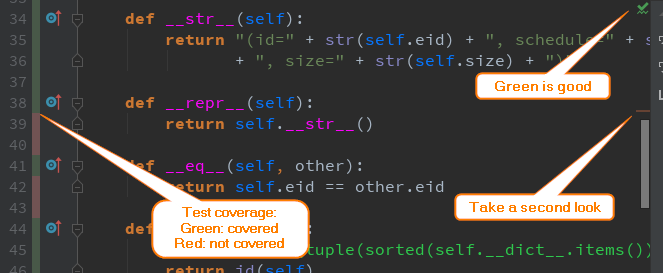 34 def __str__(self):
35 return "(id=" + str(self.eid) + ", schedule=" + s
36 + ", size=" + str(self.size) + ")
37
38 def __repr__(self):
39 return self.__str__()
40
41 def __eq__(self, other):
42 return self.eid == other.eid
43
44 de
45 tuple(sorted(self.__dict__.items())
46 return id(self)
Green is good
Take a second look
Test coverage:
Green: covered
Red: not covered